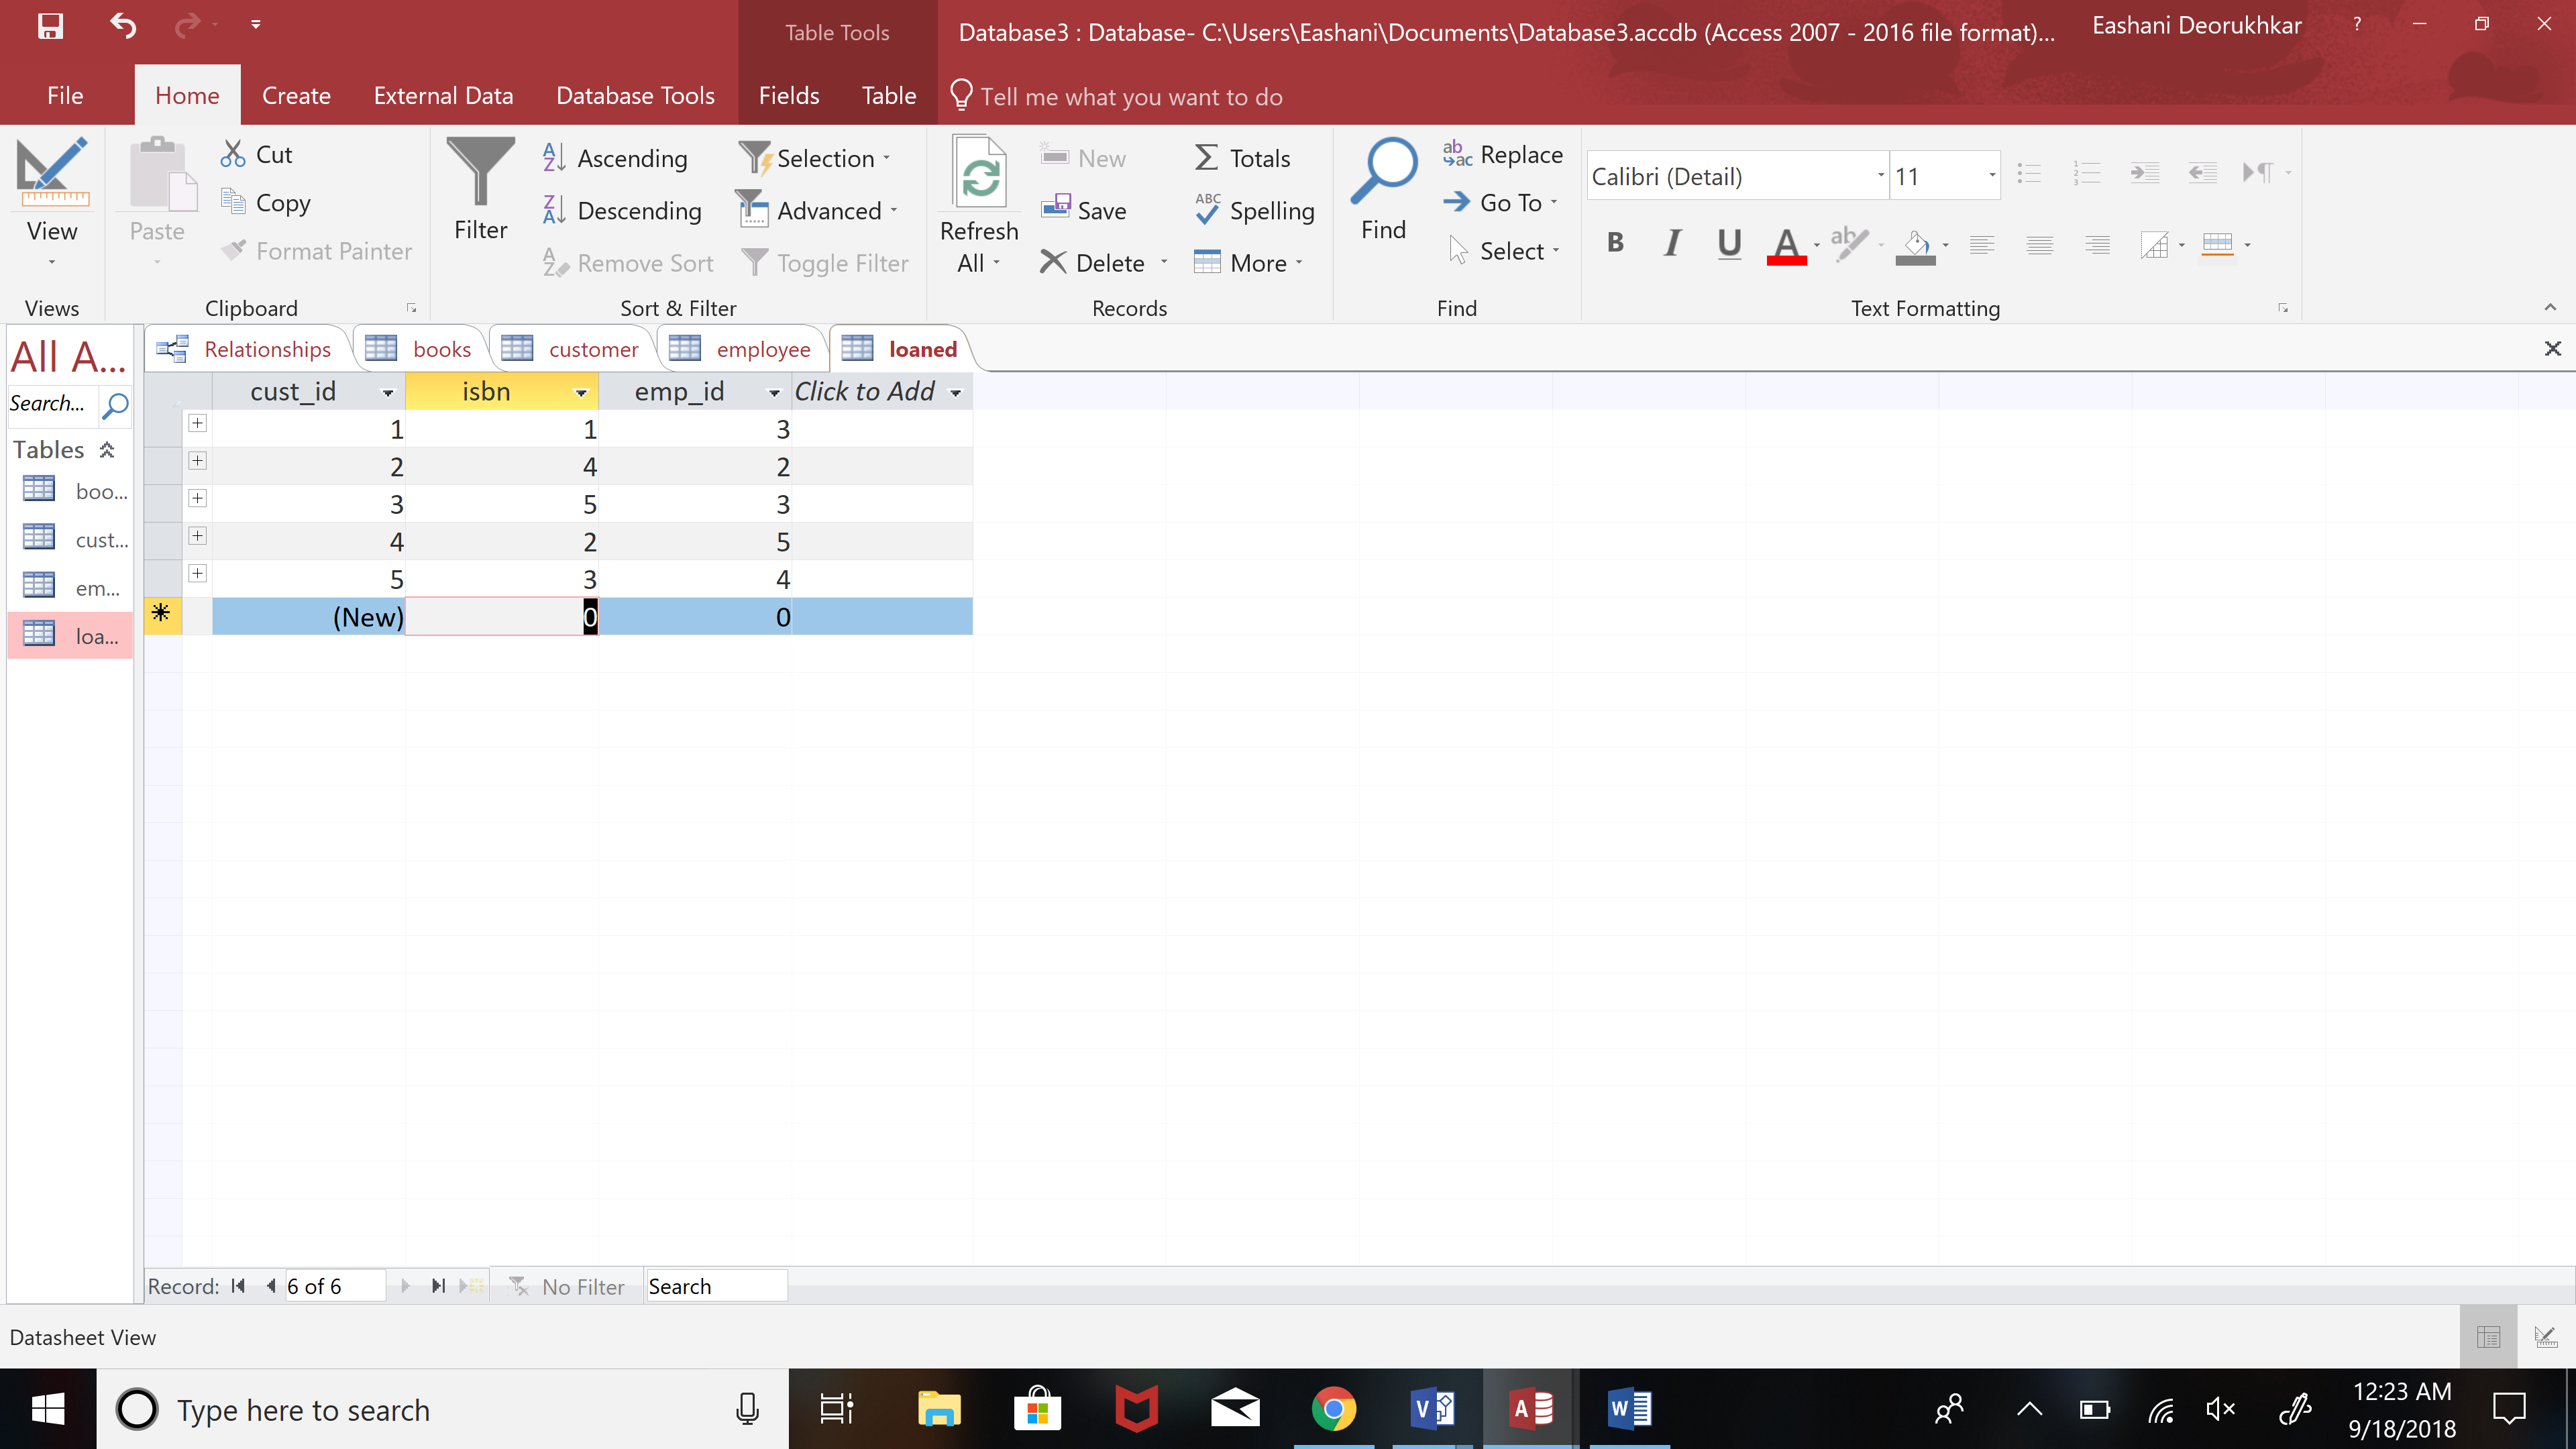 Table Tools
Database3 : Database- C:\Users\Eashani\Documents\Database3.accdb (Access 2007 - 2016 file format)...
Eashani Deorukhkar
?
File
Home
Create
External Data
Database Tools
Fields
Table
Tell me what you want to do
View
Views
Paste
Cut
Copy
Format Painter
Clipboard
Filter
Ascending
Descending
Remove Sort
Selection
Advanced
Toggle Filter
Sort & Filter
Refresh
All
New
Save
Delete
Totals
Spelling
More
Records
Find
Replace
Go To
Select
Find
Calibri (Detail)
11
B I U A
Text Formatting
All A...
Search...
Tables
boo...
cust...
em...
loa...
Relationships
books
customer
employee
loaned
cust_id isbn emp_id Click to Add
1 1 3
2 4 2
3 5 3
4 2 5
5 3 4
(New) 0 0
Record: 6 of 6 No Filter Search
Datasheet View
Type here to search
12:23 AM
9/18/2018